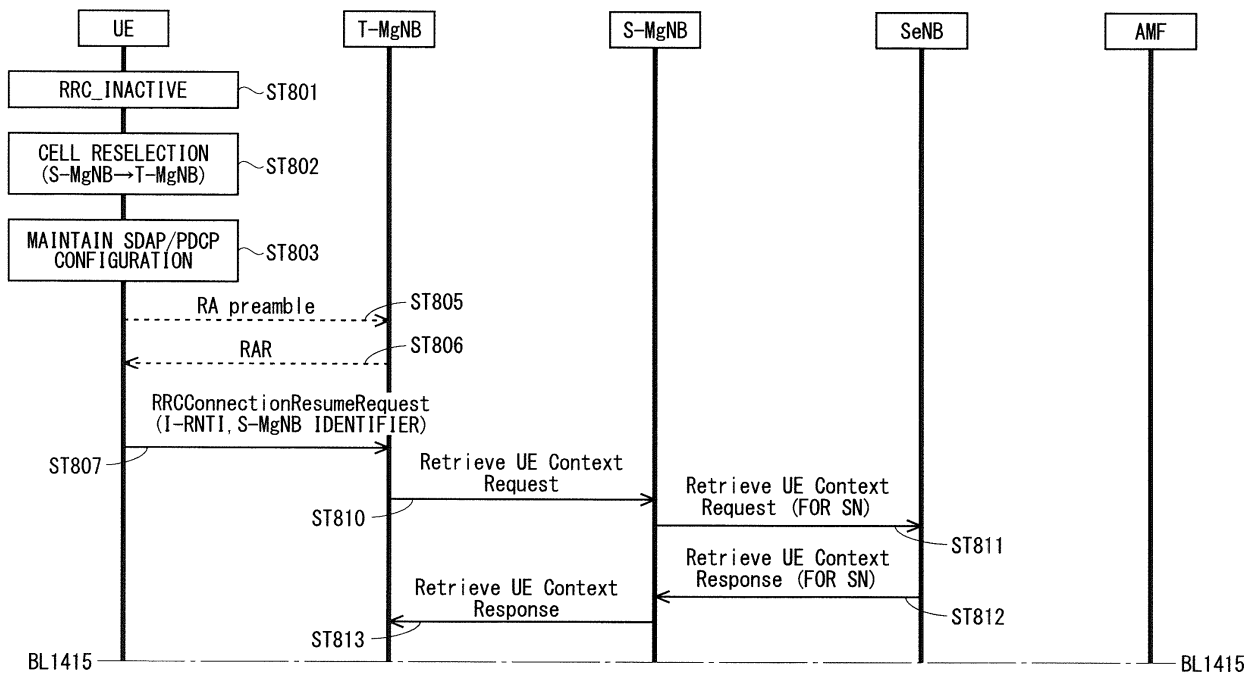 UE
T-MgNB
S-MgNB
SeNB
AMF
RRC_INACTIVE
ST801
CELL RESELECTION
(S-MgNB→T-MgNB)
ST802
MAINTAIN SDAP/PDCP
CONFIGURATION
ST803
RA preamble
ST805
RAR
ST806
RRCConnectionResumeRequest
(I-RNTI, S-MgNB IDENTIFIER)
ST807
Retrieve UE Context
Request
ST810
Retrieve UE Context
Request (FOR SN)
ST811
Retrieve UE Context
Response (FOR SN)
ST812
Retrieve UE Context
Response
ST813
BL1415
BL1415